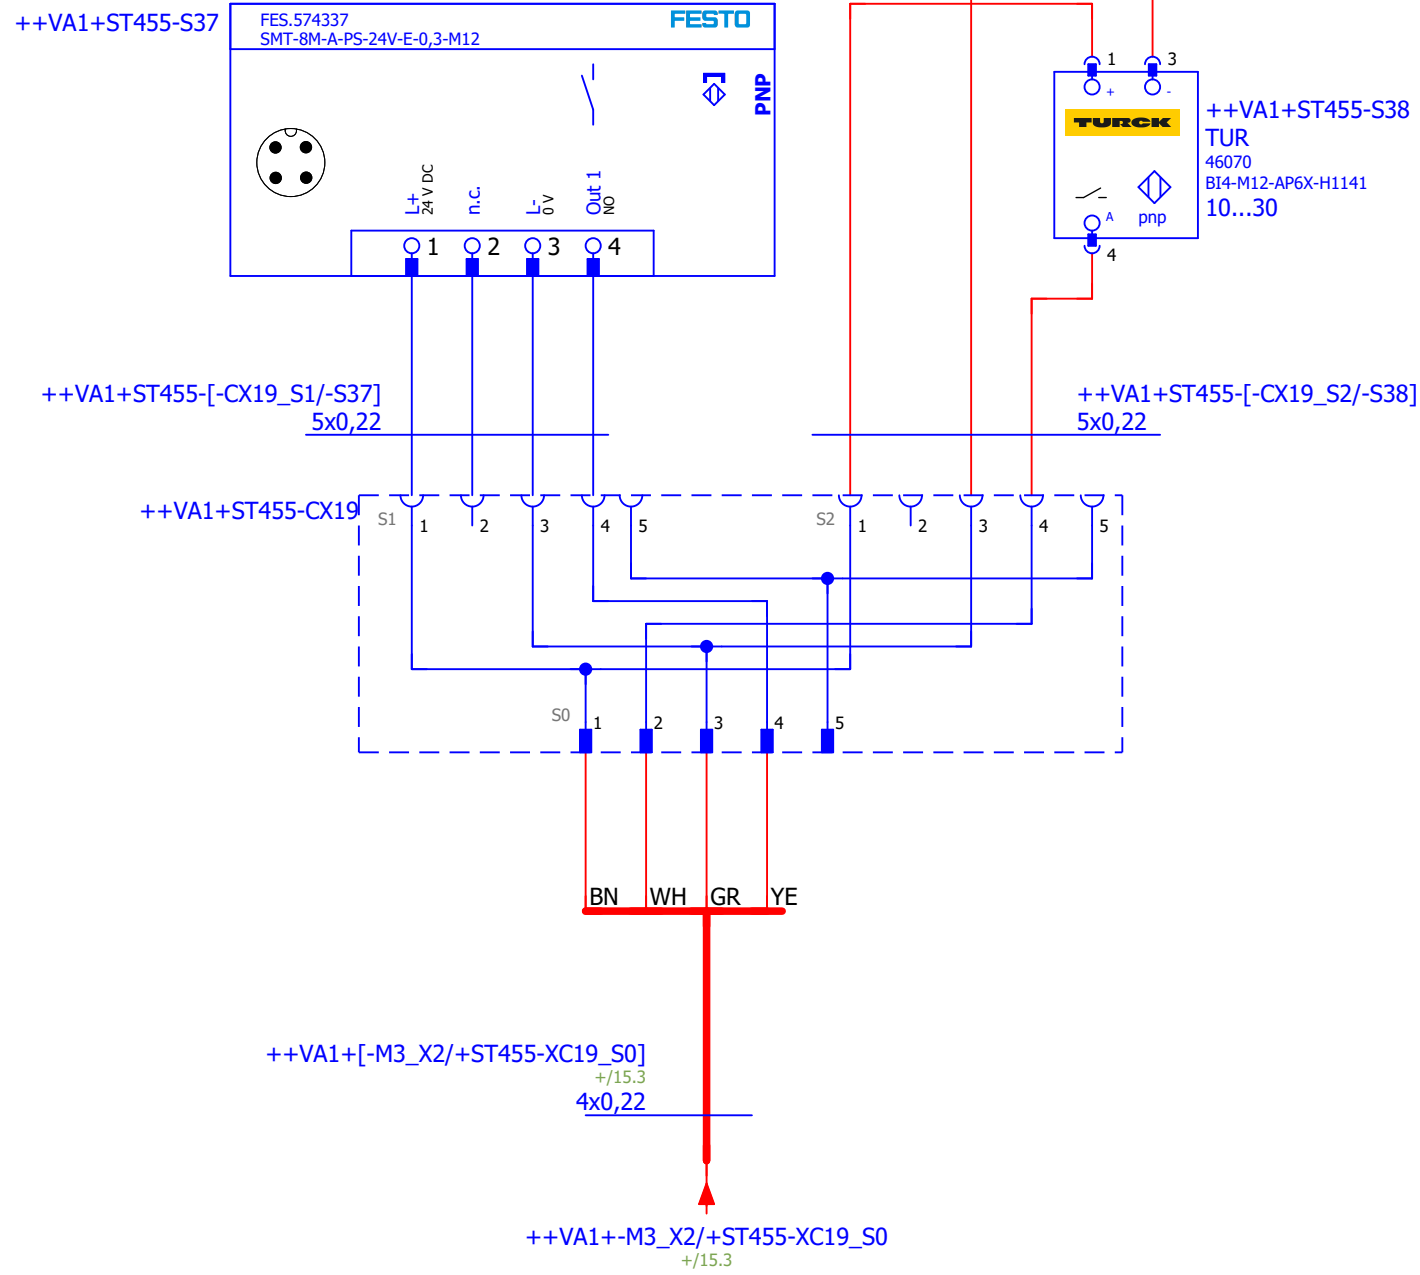 ++VA1+ST455-S37
FES.574337
SMT-8M-A-PS-24V-E-0,3-M12
FESTO
PNP
L+
24 V DC
n.c.
L-
0 V
Out 1
NO
1
2
3
4
1
3
+
-
TURCK
A
pnp
4
++VA1+ST455-S38
TUR
46070
BI4-M12-AP6X-H1141
10...30
++VA1+ST455-[-CX19_S1/-S37]
5x0,22
++VA1+ST455-[-CX19_S2/-S38]
5x0,22
++VA1+ST455-CX19
S1
1
2
3
4
5
S2
1
2
3
4
5
S0
1
2
3
4
5
BN
WH
GR
YE
++VA1+[-M3_X2/+ST455-XC19_S0]
+/15.3
4x0,22
++VA1+-M3_X2/+ST455-XC19_S0
+/15.3